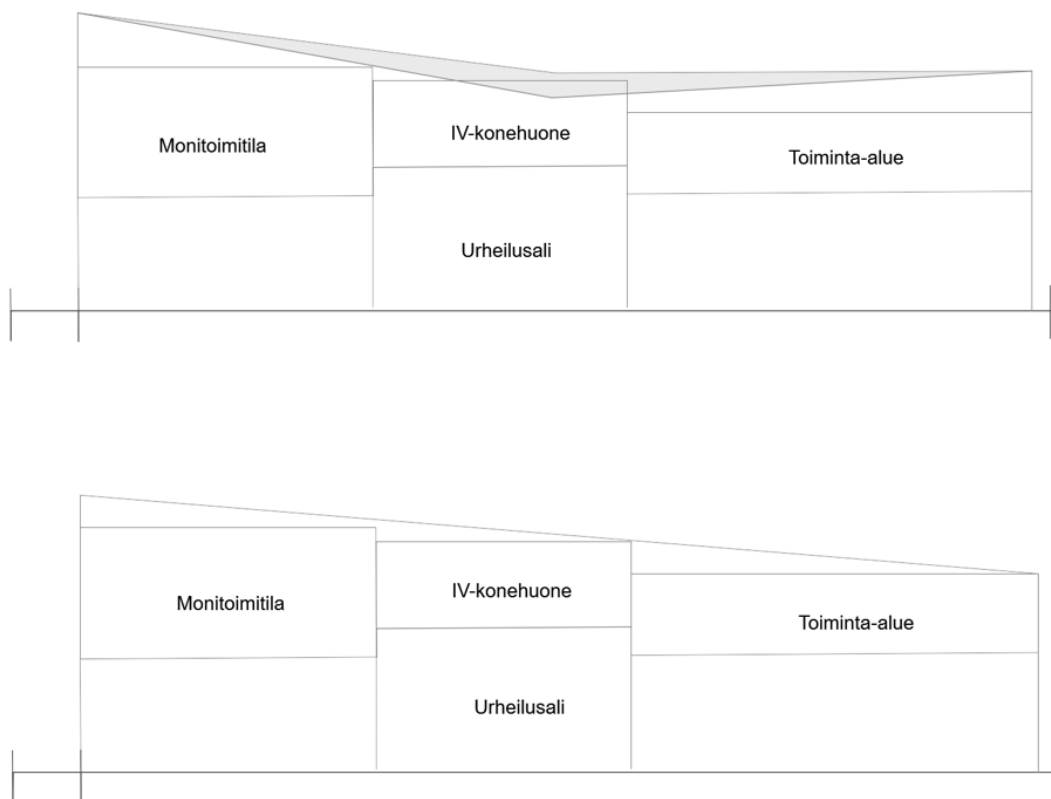 Monitoimitila
IV-konehuone
Toiminta-alue
Urheilusali
Monitoimitila
IV-konehuone
Toiminta-alue
Urheilusali